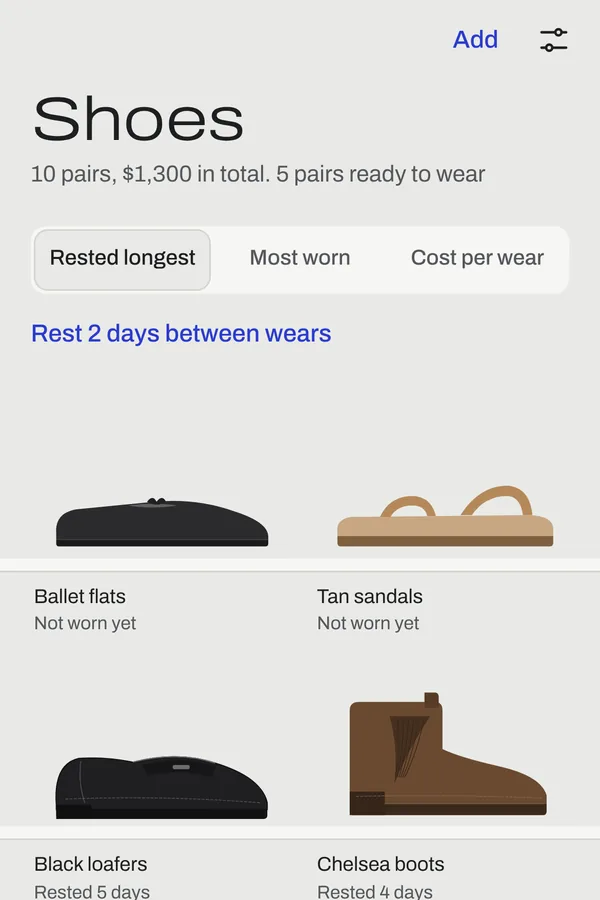 Add
Shoes
10 pairs, $1,300 in total. 5 pairs ready to wear
Rested longest Most worn Cost per wear
Rest 2 days between wears
Ballet flats Tan sandals
Not worn yet Not worn yet
Black loafers Chelsea boots
Rested 5 days Rested 4 days